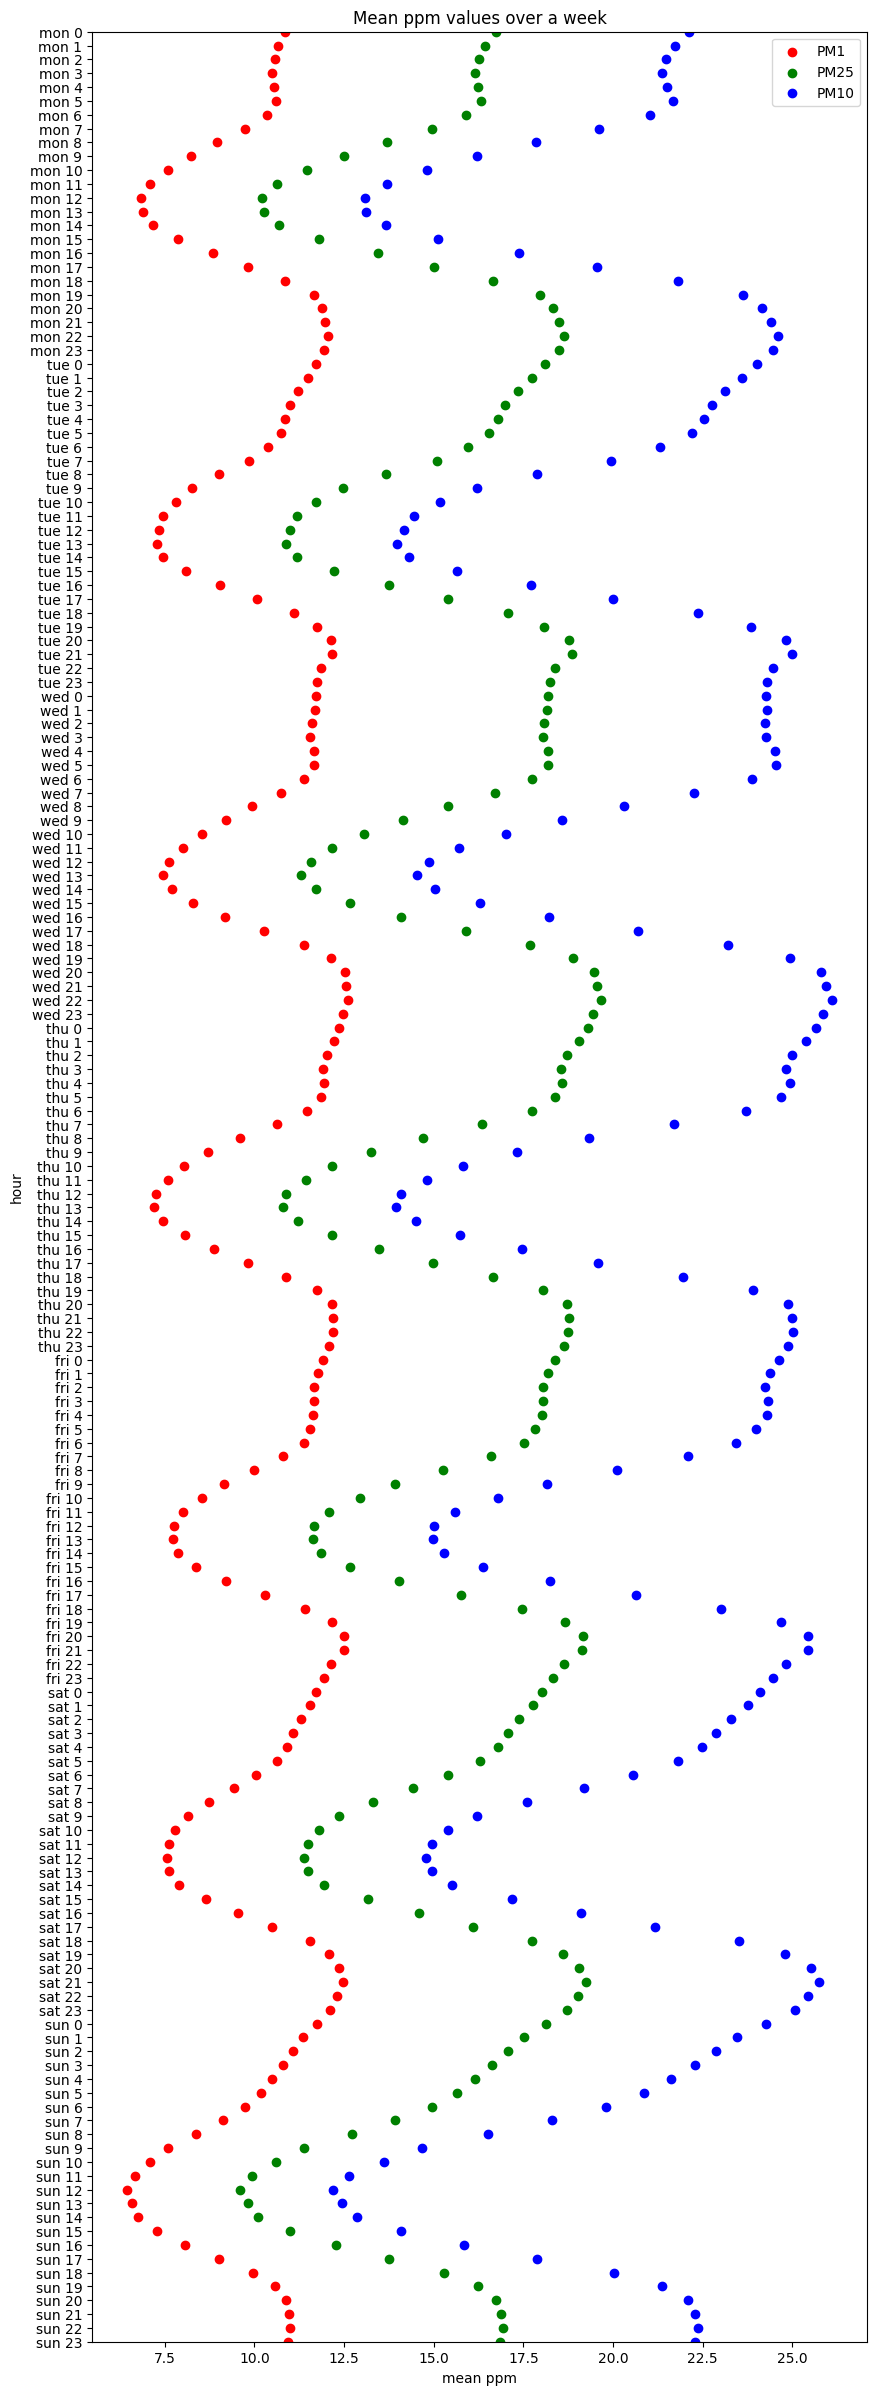 Mean ppm values over a week
PM1
PM25
PM10
mon 0
mon 1
mon 2
mon 3
mon 4
mon 5
mon 6
mon 7
mon 8
mon 9
mon 10
mon 11
mon 12
mon 13
mon 14
mon 15
mon 16
mon 17
mon 18
mon 19
mon 20
mon 21
mon 22
mon 23
tue 0
tue 1
tue 2
tue 3
tue 4
tue 5
tue 6
tue 7
tue 8
tue 9
tue 10
tue 11
tue 12
tue 13
tue 14
tue 15
tue 16
tue 17
tue 18
tue 19
tue 20
tue 21
tue 22
tue 23
wed 0
wed 1
wed 2
wed 3
wed 4
wed 5
wed 6
wed 7
wed 8
wed 9
wed 10
wed 11
wed 12
wed 13
wed 14
wed 15
wed 16
wed 17
wed 18
wed 19
wed 20
wed 21
wed 22
wed 23
thu 0
thu 1
thu 2
thu 3
thu 4
thu 5
thu 6
thu 7
thu 8
thu 9
thu 10
thu 11
thu 12
thu 13
thu 14
thu 15
thu 16
thu 17
thu 18
thu 19
thu 20
thu 21
thu 22
thu 23
fri 0
fri 1
fri 2
fri 3
fri 4
fri 5
fri 6
fri 7
fri 8
fri 9
fri 10
fri 11
fri 12
fri 13
fri 14
fri 15
fri 16
fri 17
fri 18
fri 19
fri 20
fri 21
fri 22
fri 23
sat 0
sat 1
sat 2
sat 3
sat 4
sat 5
sat 6
sat 7
sat 8
sat 9
sat 10
sat 11
sat 12
sat 13
sat 14
sat 15
sat 16
sat 17
sat 18
sat 19
sat 20
sat 21
sat 22
sat 23
sun 0
sun 1
sun 2
sun 3
sun 4
sun 5
sun 6
sun 7
sun 8
sun 9
sun 10
sun 11
sun 12
sun 13
sun 14
sun 15
sun 16
sun 17
sun 18
sun 19
sun 20
sun 21
sun 22
sun 23
hour
7.5 10.0 12.5 15.0 17.5 20.0 22.5 25.0
mean ppm